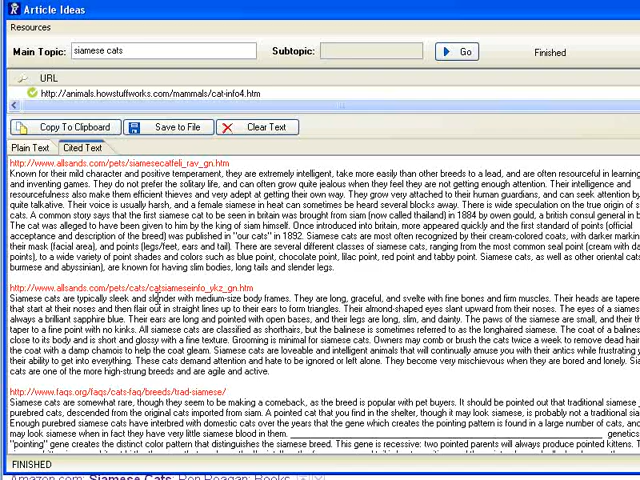 Article Ideas
Resources
Main Topic: siamese cats Subtopic: Go Finished
URL
http://animals.howstuffworks.com/mammals/cat-info4.htm
Copy To Clipboard Save to File Clear Text
Plain Text Cited Text
http://www.allsands.com/pets/siamesecatfeli_rav_gn.htm
Known for their mild character and positive temperament, they are extremely intelligent, take more easily than other breeds to a lead, and are often resourceful in learning
and inventing games. They do not prefer the solitary life, and can often grow quite jealous when they feel they are not getting enough attention. Their intelligence and
resourcefulness also make them efficient thieves and very adept at getting their own way. They grow very attached to their human guardians, and can seek attention by
quite talkative. Their voice is usually harsh, and a female siamese in heat can sometimes be heard several blocks away. There is wide speculation on the true origin of s
cats. A common story says that the first siamese cat to be seen in britain was brought from siam (now called thailand) in 1884 by owen gould, a british consul general in b
The cat was alleged to have been given to him by the king of siam himself. Once introduced into britain, more appeared quickly and the first standard of points (official
acceptance and description of the breed) was published in "our cats" in 1892. Siamese cats are most often recognized by their cream-colored coats, with darker markin
their mask (facial area), and points (legs/feet, ears and tail). There are several different classes of siamese cats, ranging from the most common seal point (cream with da
points), to a wide variety of point shades and colors such as blue point, chocolate point, lilac point, red point and tabby point. Siamese cats, as well as other oriental cats
burmese and abyssinian), are known for having slim bodies, long tails and slender legs.
http://www.allsands.com/pets/cats/catsiameseinfo_ykz_gn.htm
Siamese cats are typically sleek and slender with medium-size body frames. They are long, graceful, and svelte with fine bones and firm muscles. Their heads are tapere
that start at their noses and then flair out in straight lines up to their ears to form triangles. Their almond-shaped eyes slant upward from their noses. The eyes of a siames
always a brilliant sapphire blue. Their ears are long and pointed with open bases, and their legs are long, slim, and dainty. The paws of the siamese are small, and their t
taper to a fine point with no kinks. All siamese cats are classified as shorthairs, but the balinese is sometimes referred to as the longhaired siamese. The coat of a balines
close to its body and is short and glossy with a fine texture. Grooming is minimal for siamese cats. Owners may comb or brush the cats twice a week to remove dead hair
the coat with a damp chamois to help the coat gleam. Siamese cats are loveable and intelligent animals that will continually amuse you with their antics while frustrating y
their ability to get into everything. These cats demand attention and hate to be ignored or left alone. They become very mischievous when they are bored and lonely. Sia
cats are one of the more high-strung breeds and are agile and active.
http://www.faqs.org/faqs/cats-faq/breeds/trad-siamese/
Siamese cats are somewhat rare, though they seem to be making a comeback, as the breed is popular with pet buyers. It should be pointed out that traditional siamese
purebred cats, descended from the original cats imported from siam. A pointed cat that you find in the shelter, though it may look siamese, is probably not a traditional sia
Enough purebred siamese have interbred with domestic cats over the years that the gene which creates the pointing pattern is found in a large number of cats, and
may look siamese when in fact they have very little siamese blood in them. genetics
"pointing" gene creates the distinct color pattern that distinguishes the siamese breed. This gene is recessive: two pointed parents will always produce pointed kittens. T
FINISHED
Amazon.com: Siamese Cats: Ron Reagan: Books